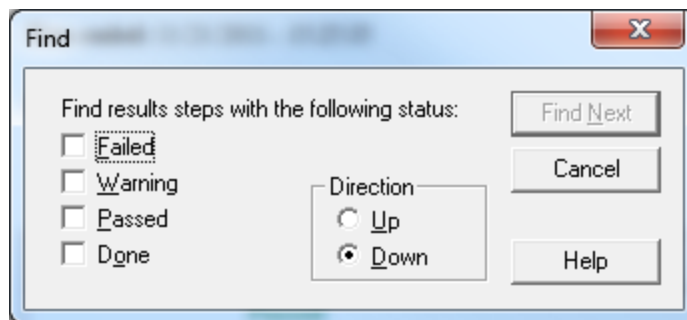 Find
Find results steps with the following status:
Failed
Warning
Passed
Done
Direction
Up
Down
Find Next
Cancel
Help